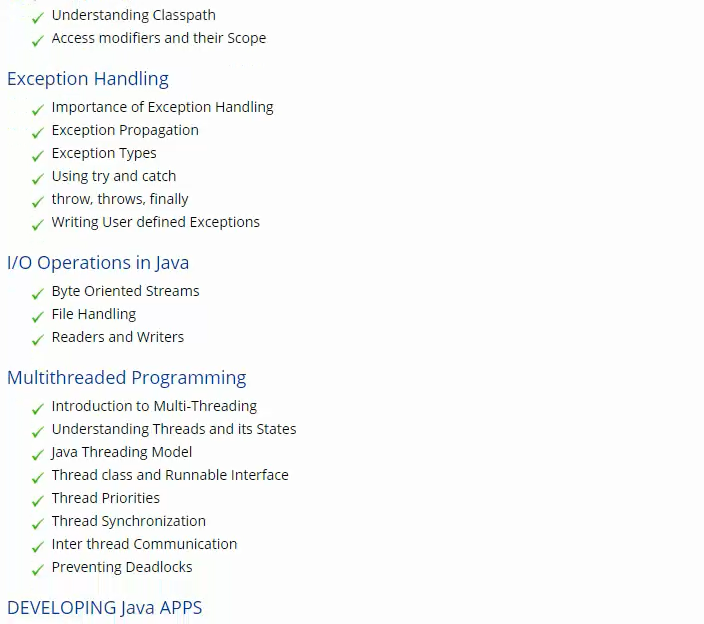 Understanding Classpath
Access modifiers and their Scope
Exception Handling
Importance of Exception Handling
Exception Propagation
Exception Types
Using try and catch
throw, throws, finally
Writing User defined Exceptions
I/O Operations in Java
Byte Oriented Streams
File Handling
Readers and Writers
Multithreaded Programming
Introduction to Multi-Threading
Understanding Threads and its States
Java Threading Model
Thread class and Runnable Interface
Thread Priorities
Thread Synchronization
Inter thread Communication
Preventing Deadlocks
DEVELOPING Java APPS